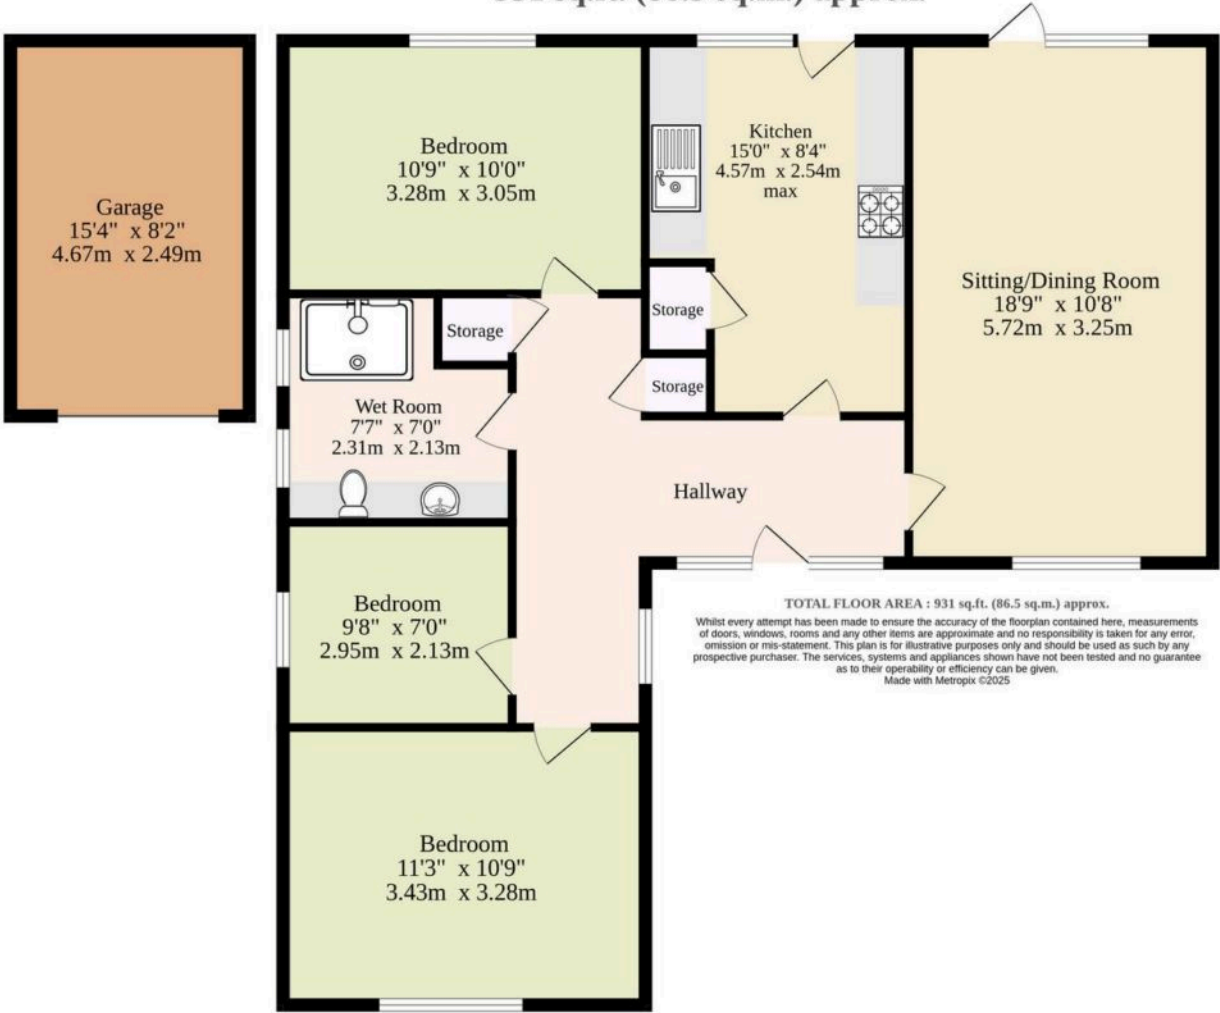 Garage
15'4" x 8'2"
4.67m x 2.49m
Bedroom
10'9" x 10'0"
3.28m x 3.05m
Kitchen
15'0" x 8'4"
4.57m x 2.54m
max
Sitting/Dining Room
18'9" x 10'8"
5.72m x 3.25m
Storage
Storage
Storage
Wet Room
7'7" x 7'0"
2.31m x 2.13m
Hallway
Bedroom
9'8" x 7'0"
2.95m x 2.13m
Bedroom
11'3" x 10'9"
3.43m x 3.28m
TOTAL FLOOR AREA : 931 sq.ft. (86.5 sq.m.) approx.
Whilst every attempt has been made to ensure the accuracy of the floorplan contained here, measurements
of doors, windows, rooms and any other items are approximate and no responsibility is taken for any error,
omission or mis-statement. This plan is for illustrative purposes only and should be used as such by any
prospective purchaser. The services, systems and appliances shown have not been tested and no guarantee
as to their operability or efficiency can be given.
Made with Metropix ©2025